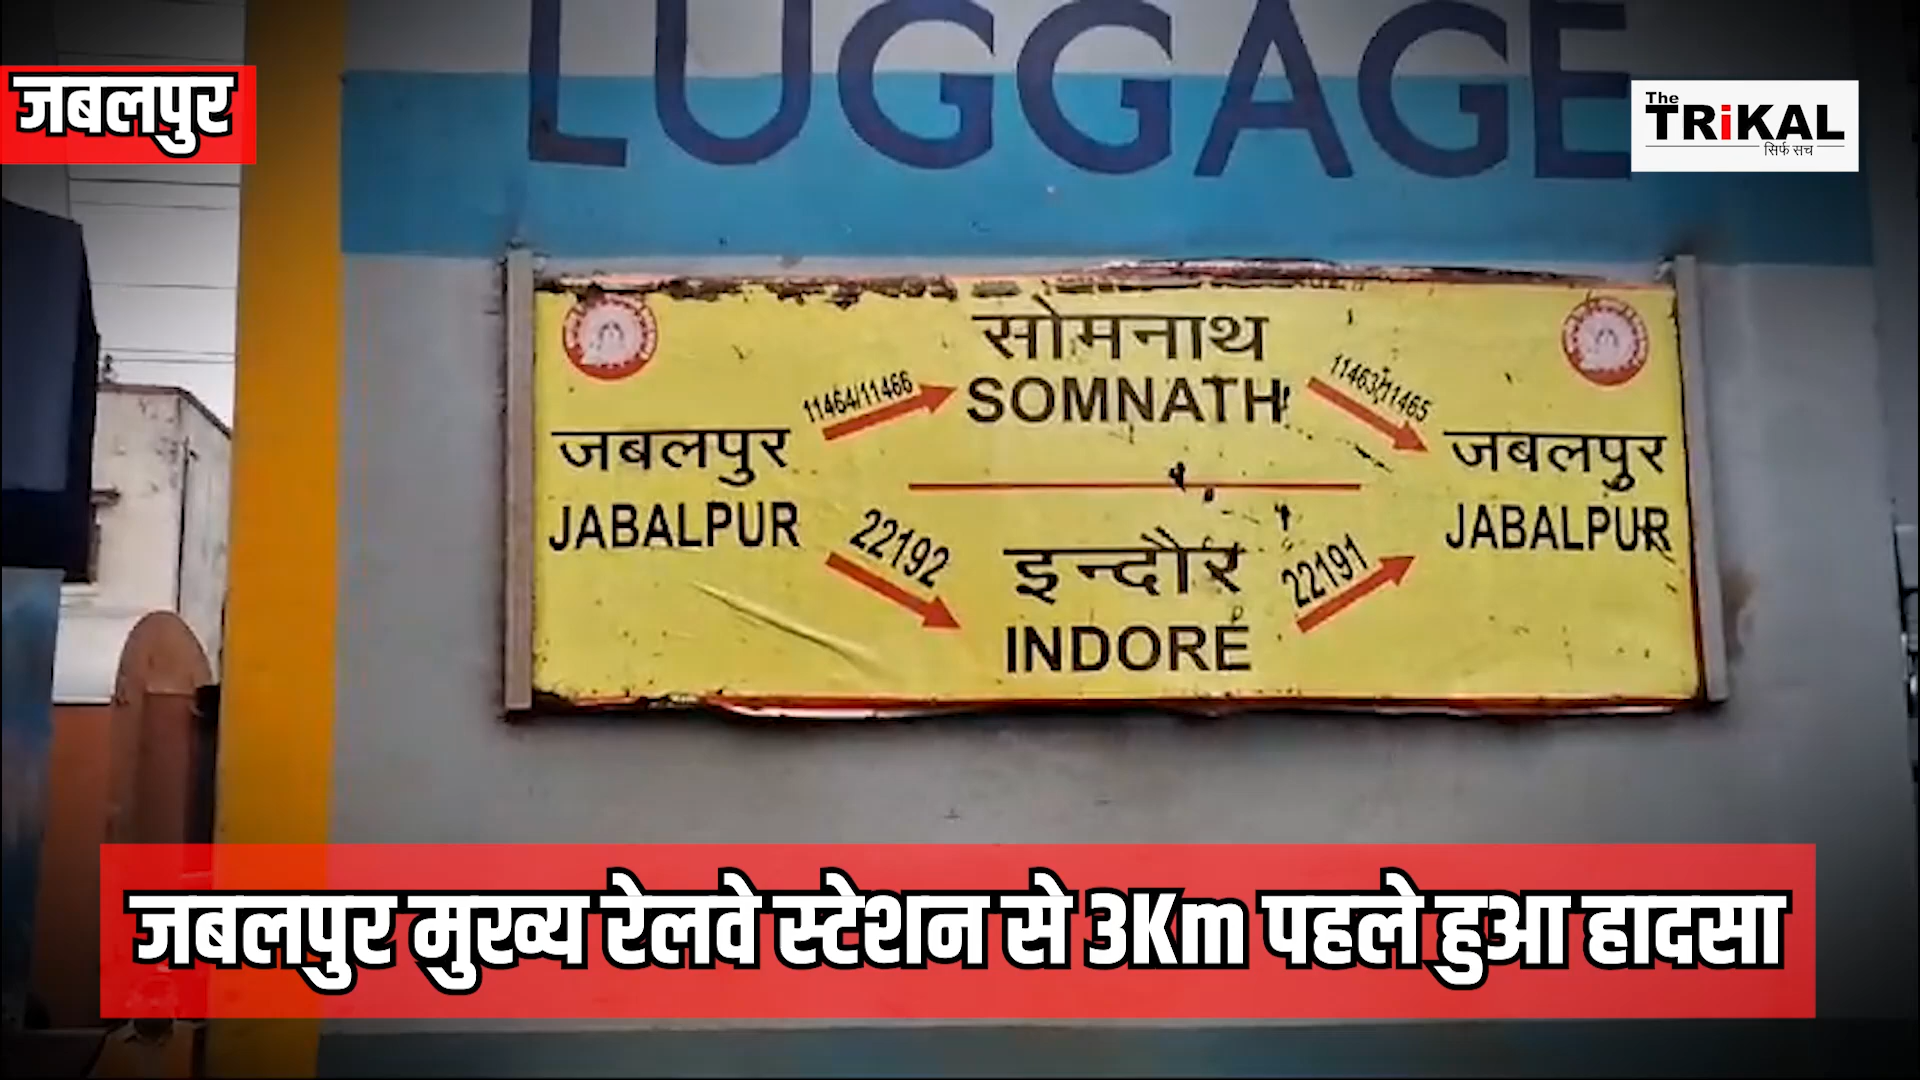 LUGGAGE
जबलपुर
The
TRiKAL
सिर्फ सच
सोमनाथ
SOMNATH
11464/11466
11463/11465
जबलपुर
JABALPUR
जबलपुर
JABALPUR
22192
22191
इन्दौर
INDORE
जबलपुर मुख्य रेलवे स्टेशन से 3Km पहले हुआ हादसा